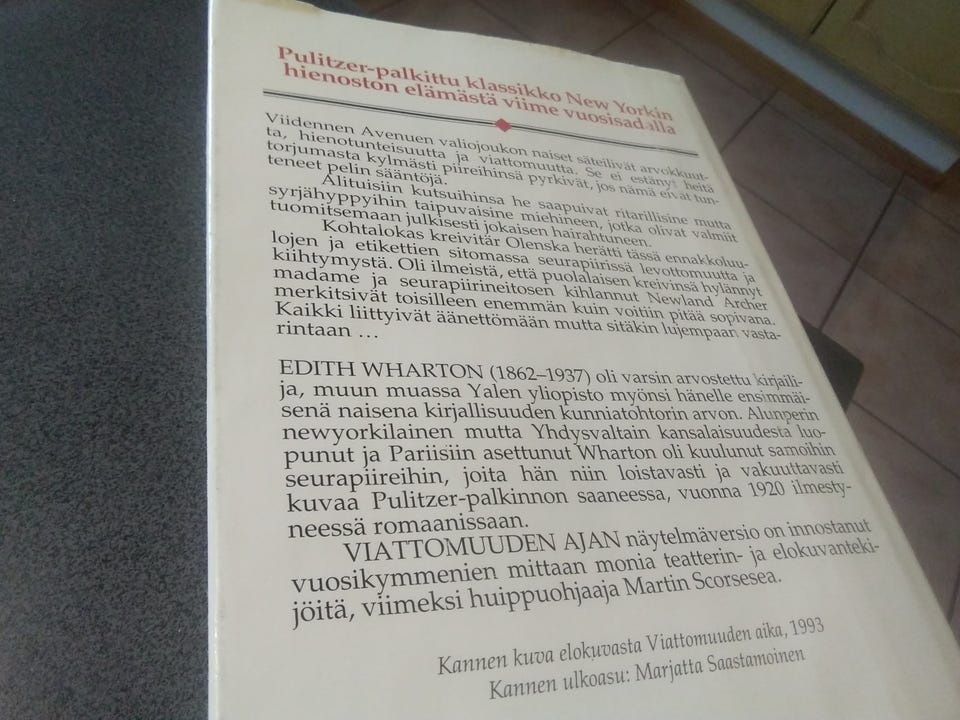 Pulitzer-palkittu klassikko New Yorkin
hienoston elämästä viime vuosisadalla
Viidennen Avenuen valiojoukon naiset säteilivät arvokkuut-
ta, hienotunteisuutta ja viattomuutta. Se ei estänyt heitä
torjumasta kylmästi piireihinsä pyrkivät, jos nämä eivät tun-
teneet pelin sääntöjä.
Älituisiin kutsuihinsa he saapuivat ritarillisine mutta
syrjähyppyihin taipuvaisine miehineen, jotka olivat valmiit
tuomitsemaan julkisesti jokaisen hairahtuneen.
Kohtalokas kreivitär Olenska herätti tässä ennakkoluu-
lojen ja etikettien sitomassa seurapiirissä levottomuutta ja
kiihtymystä. Oli ilmeistä, että puolalaisen kreivinsä hylännyt
madame ja seurapiirineitosen kihlannut Newland Archer
merkitsivät toisilleen enemmän kuin voitiin pitää sopivana.
Kaikki liittyivät äänettömään mutta sitäkin lujempaan vasta-
rintaan ...
EDITH WHARTON (1862–1937) oli varsin arvostettu kirjaili-
ja, muun muassa Yalen yliopisto myönsi hänelle ensimmäi-
senä naisena kirjallisuuden kunniatohtorin arvon. Alunperin
newyorkilainen mutta Yhdysvaltain kansalaisuudesta luo-
punut ja Pariisiin asettunut Wharton oli kuulunut samoihin
seurapiireihin, joita hän niin loistavasti ja vakuuttavasti
kuvaa Pulitzer-palkinnon saaneessa, vuonna 1920 ilmesty-
neessä romaanissaan.
VIATTOMUUDEN AJAN näytelmäversio on innostanut
vuosikymmenien mittaan monia teatterin- ja elokuvanteki-
jöitä, viimeksi huippuohjaaja Martin Scorsesea.
Kannen kuva elokuvasta Viattomuuden aika, 1993
Kannen ulkoasu: Marjatta Saastamoinen